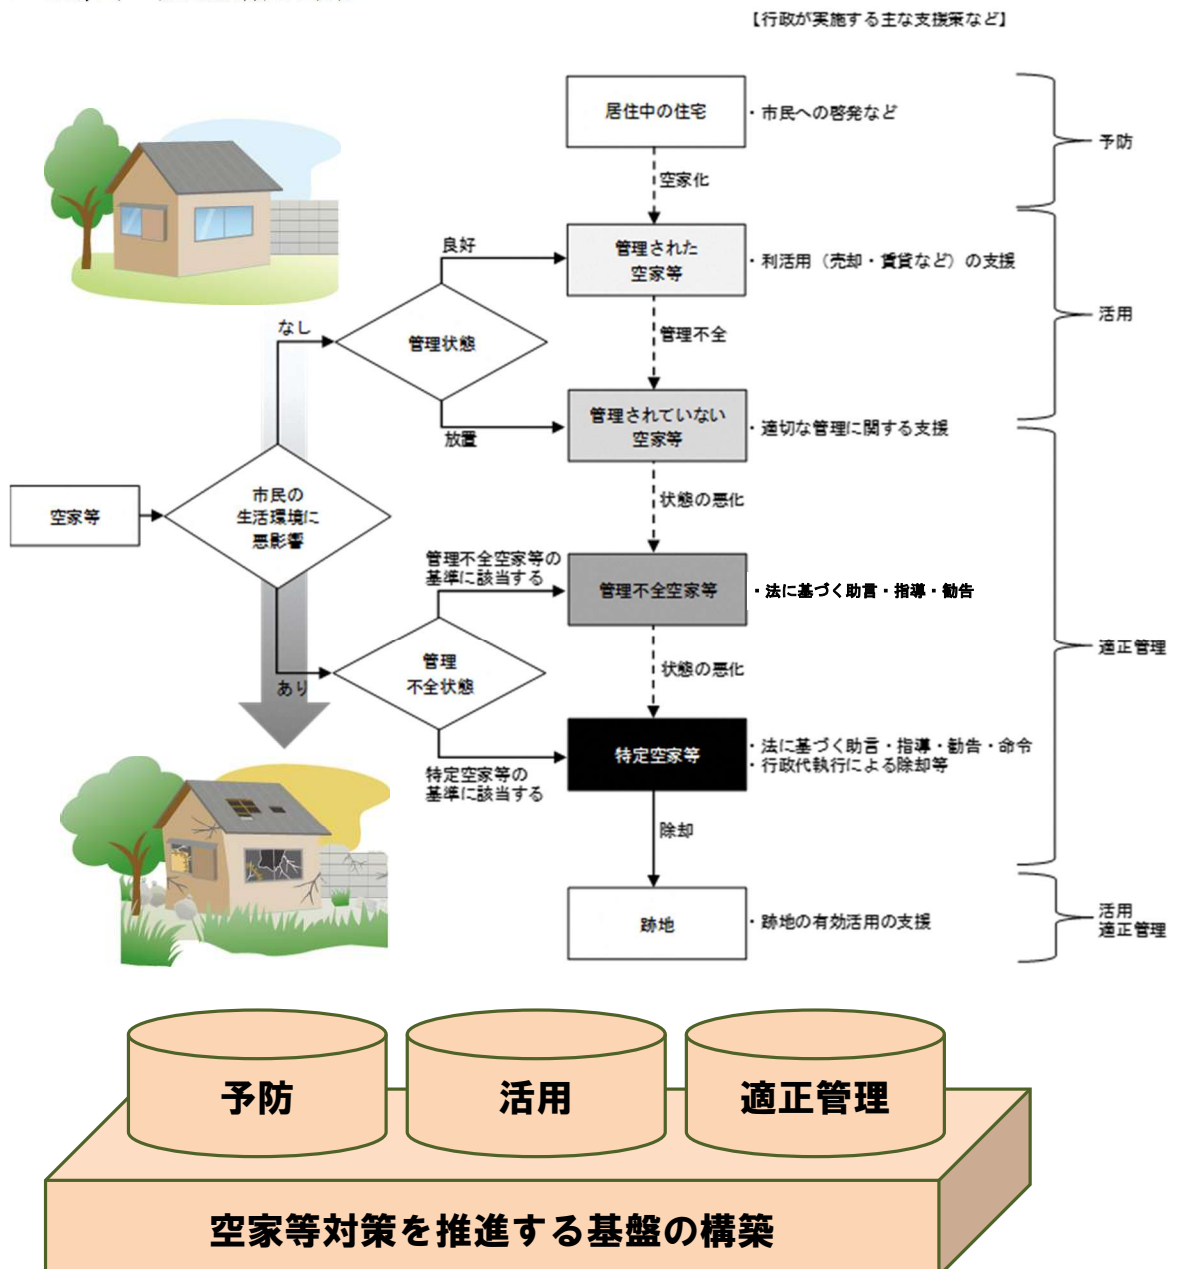 【行政が実施する主な支援策など】
居住中の住宅
・市民への啓発など
予防
空家化
良好
管理された
空家等
・利活用（売却・賃貸など）の支援
活用
なし
管理状態
管理不全
放置
管理されていない
空家等
・適切な管理に関する支援
状態の悪化
空家等
市民の
生活環境に
悪影響
管理不全空家等の
基準に該当する
管理不全空家等
・法に基づく助言・指導・勧告
適正管理
管理
不全状態
あり
状態の悪化
特定空家等
・法に基づく助言・指導・勧告・命令
・行政代執行による除却等
特定空家等の
基準に該当する
除却
跡地
・跡地の有効活用の支援
活用
適正管理
予防
活用
適正管理
空家等対策を推進する基盤の構築